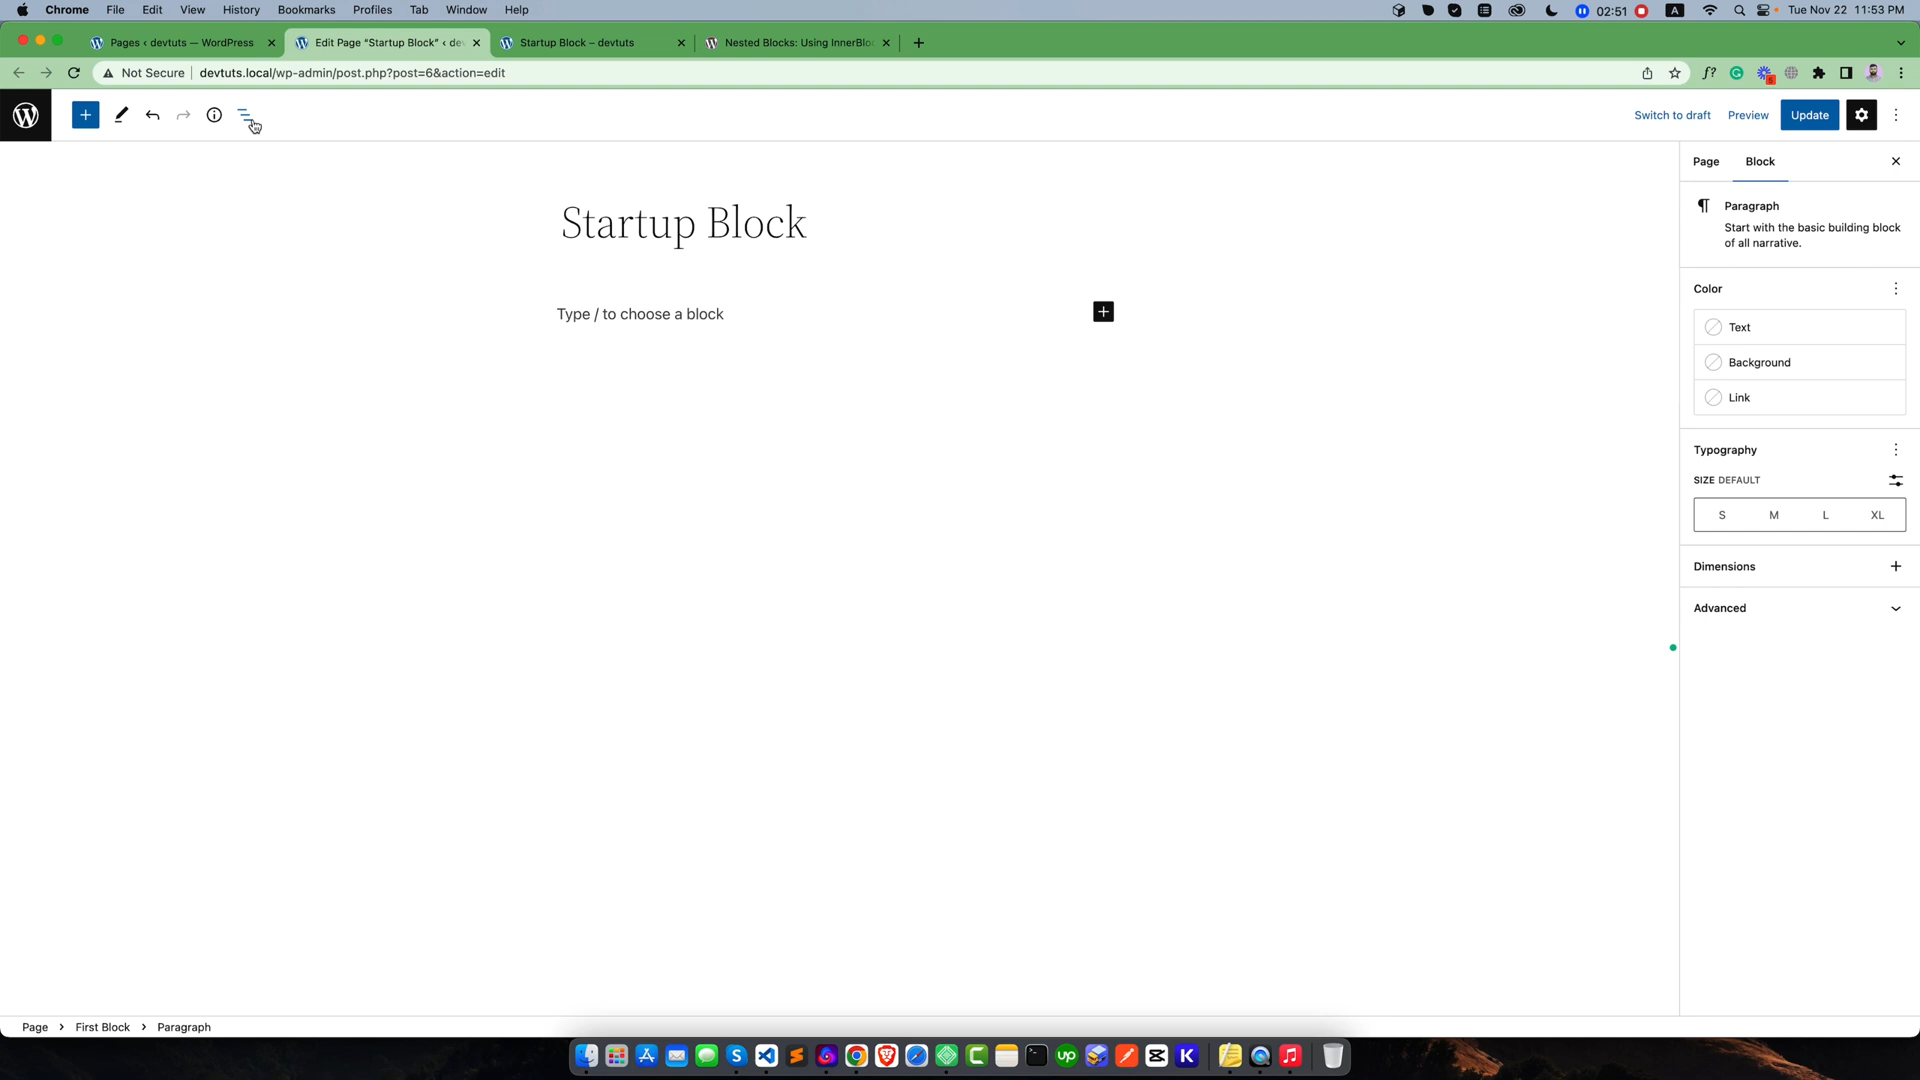 Chrome File Edit View History Bookmarks Profiles Tab Window Help 02:51 A Tue Nov 22 11:53 PM
Pages ‹ devtuts — WordPress Edit Page “Startup Block” ‹ de Startup Block – devtuts Nested Blocks: Using InnerBlo
Not Secure devtuts.local/wp-admin/post.php?post=6&action=edit f? 5
Switch to draft Preview Update
Page Block
Startup Block
Paragraph
Start with the basic building block
of all narrative.
Color
Type / to choose a block
Text
Background
Link
Typography
SIZE DEFAULT
S M L XL
Dimensions
Advanced
Page > First Block > Paragraph
up K